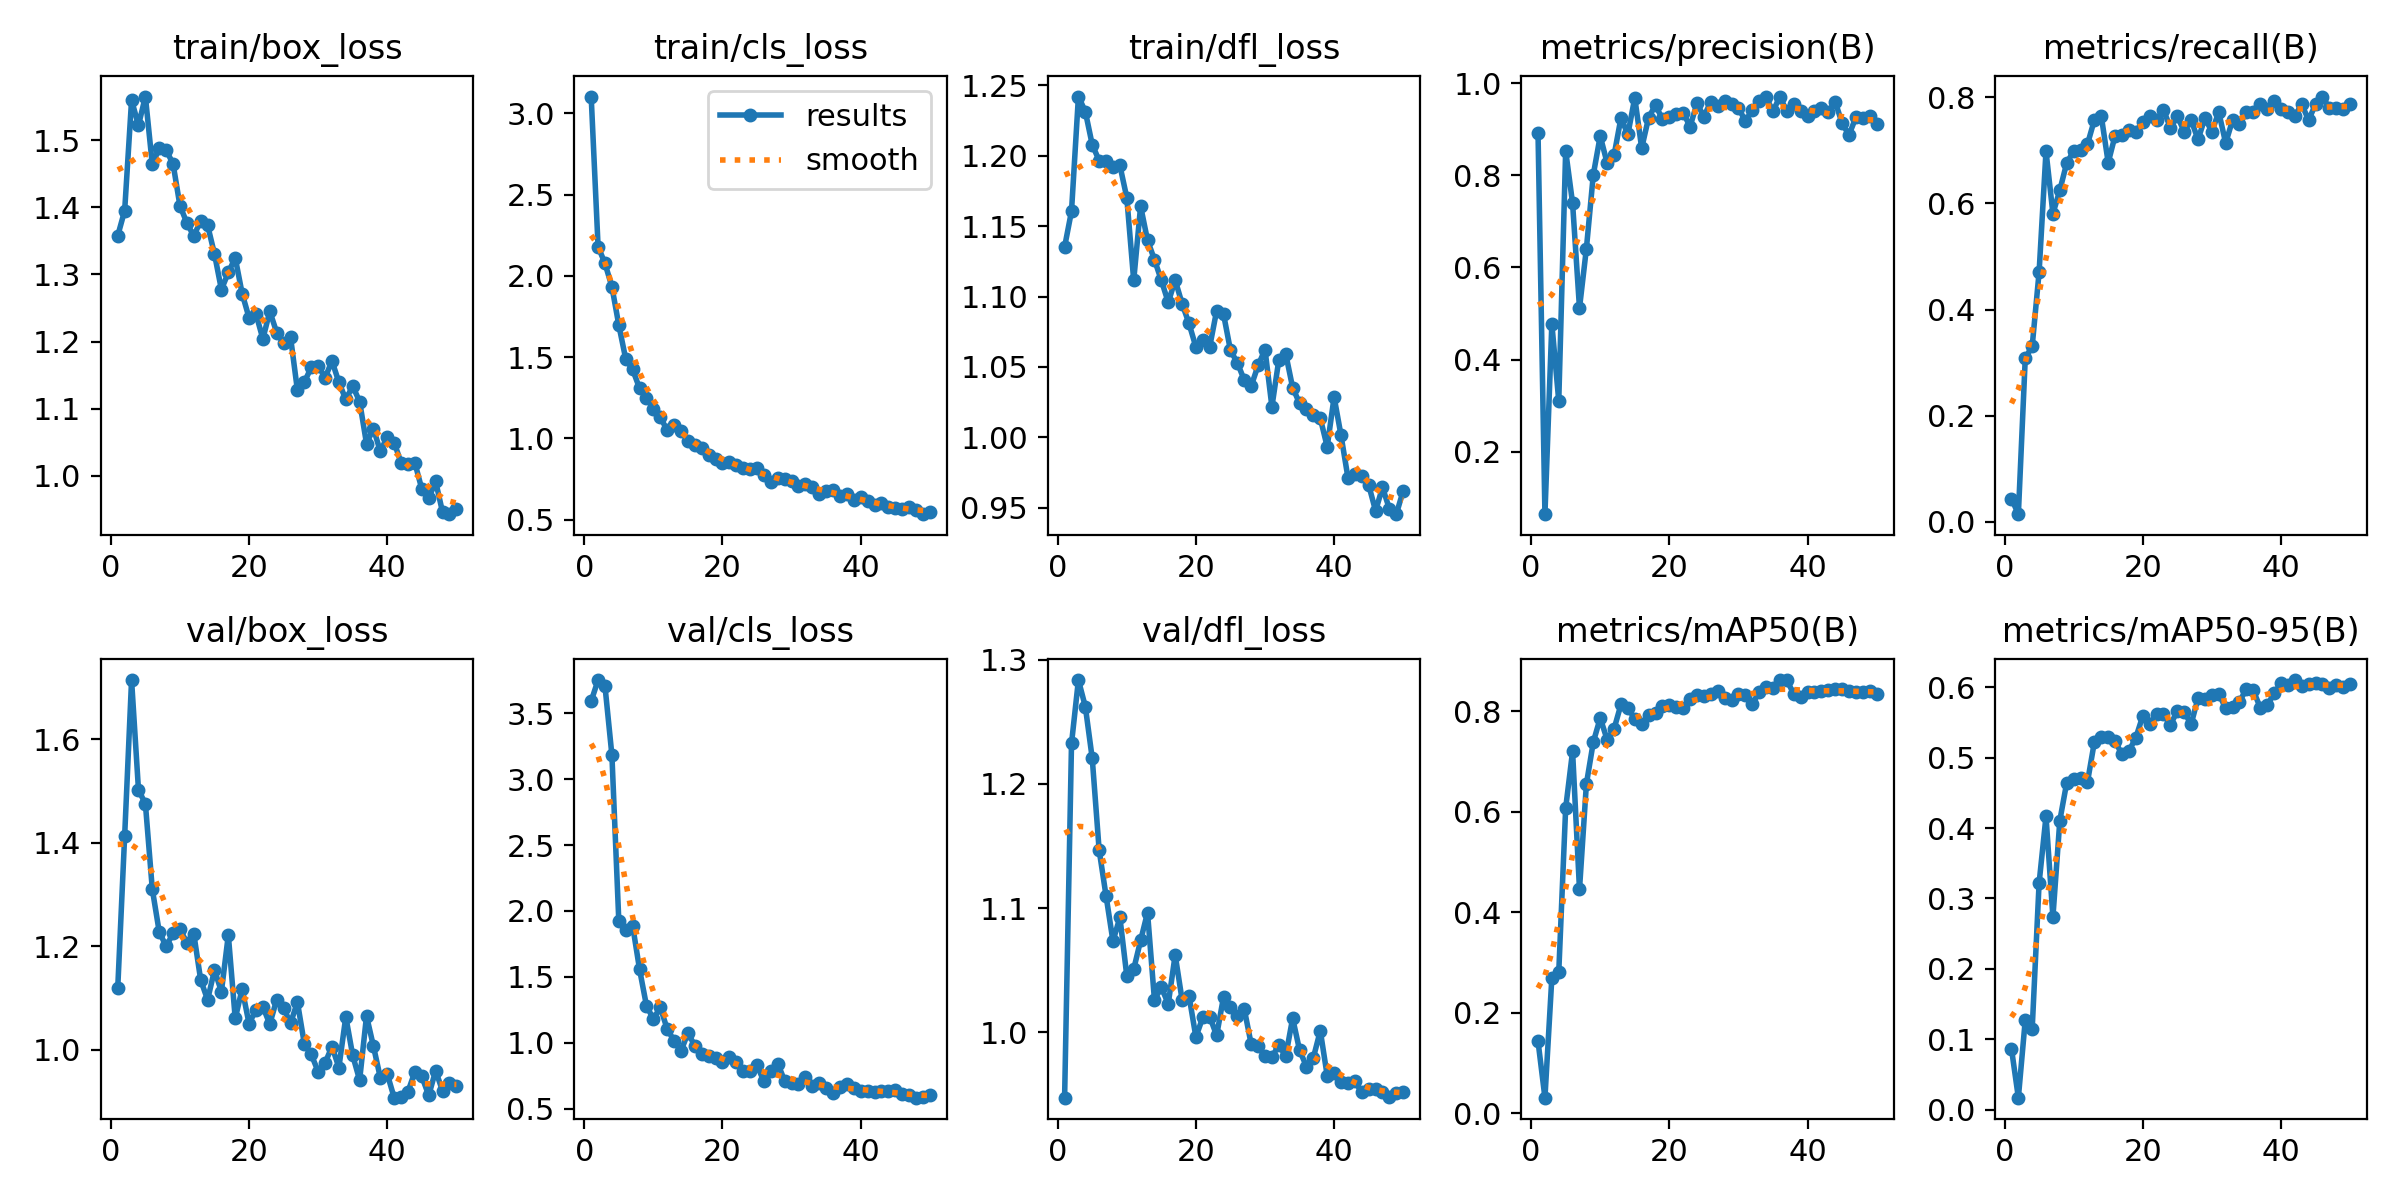 train/box_loss
train/cls_loss
train/dfl_loss
metrics/precision(B)
metrics/recall(B)
1.5
1.4
1.3
1.2
1.1
1.0
0 20 40
3.0
2.5
2.0
1.5
1.0
0.5
0 20 40
results
smooth
1.25
1.20
1.15
1.10
1.05
1.00
0.95
0 20 40
1.0
0.8
0.6
0.4
0.2
0 20 40
0.8
0.6
0.4
0.2
0.0
0 20 40
val/box_loss
val/cls_loss
val/dfl_loss
metrics/mAP50(B)
metrics/mAP50-95(B)
1.6
1.4
1.2
1.0
0 20 40
3.5
3.0
2.5
2.0
1.5
1.0
0.5
0 20 40
1.3
1.2
1.1
1.0
0 20 40
0.8
0.6
0.4
0.2
0.0
0 20 40
0.6
0.5
0.4
0.3
0.2
0.1
0.0
0 20 40